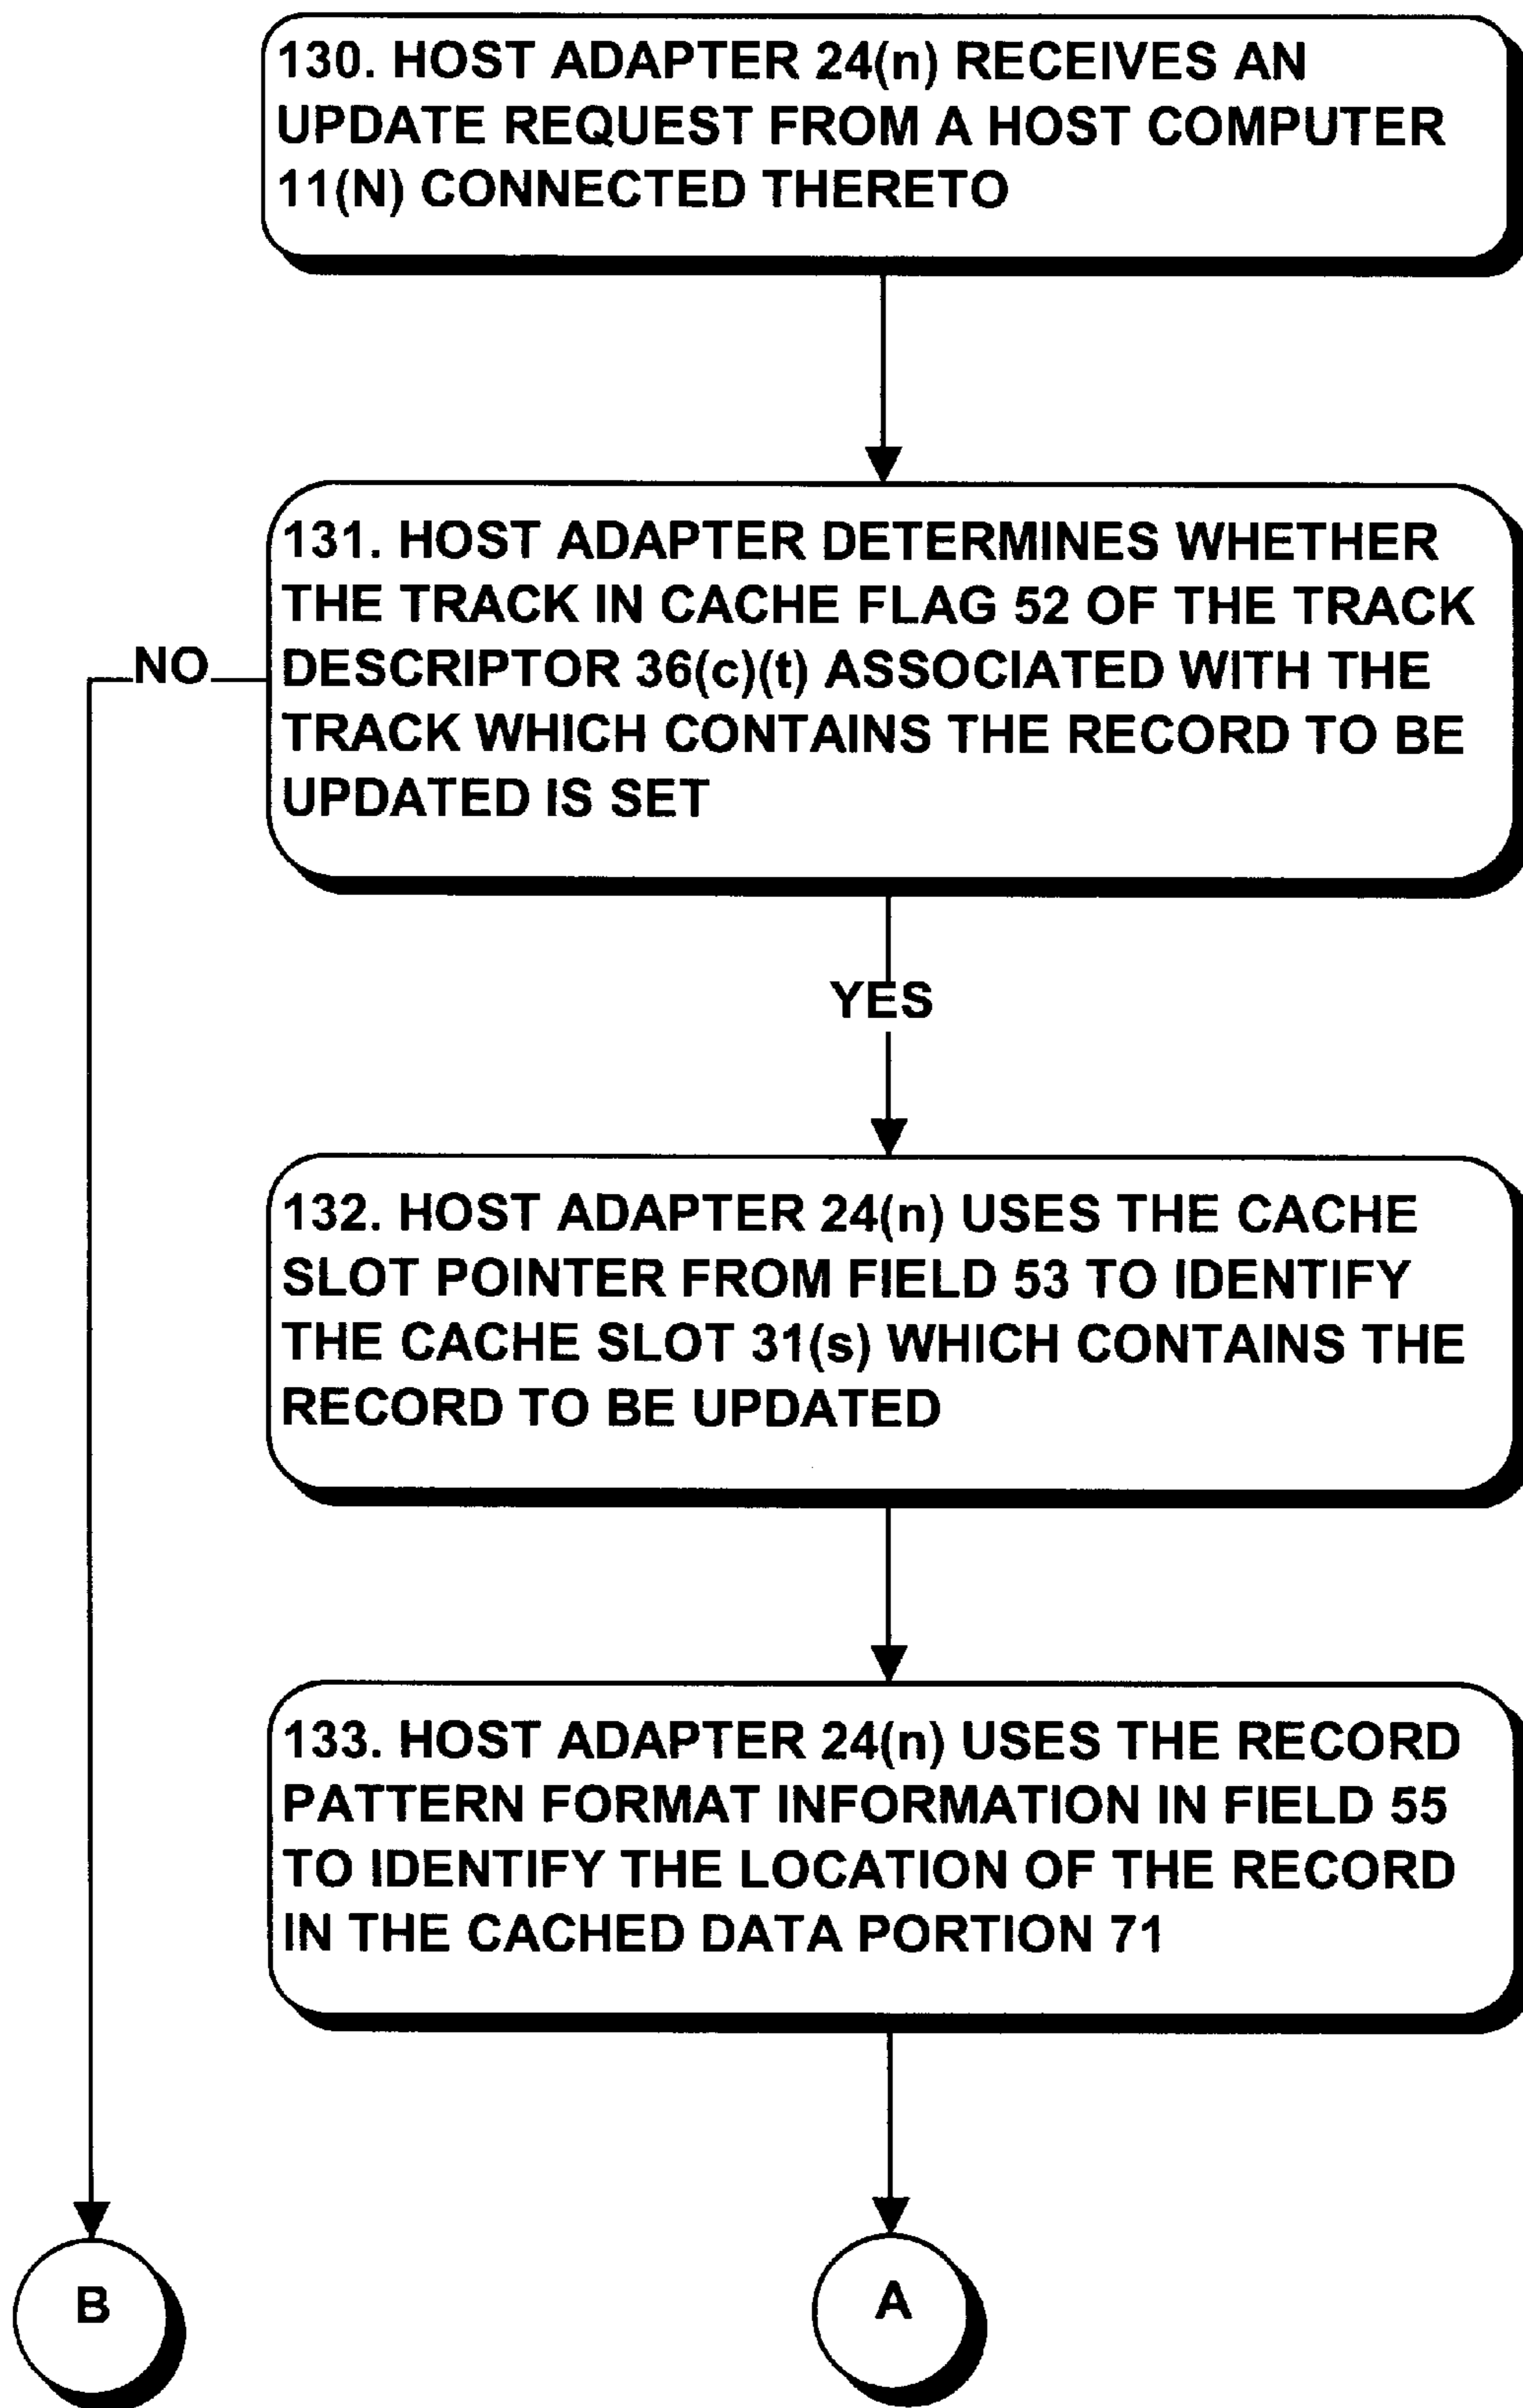 130. HOST ADAPTER 24(n) RECEIVES AN
UPDATE REQUEST FROM A HOST COMPUTER
11(N) CONNECTED THERETO
131. HOST ADAPTER DETERMINES WHETHER
THE TRACK IN CACHE FLAG 52 OF THE TRACK
DESCRIPTOR 36(c)(t) ASSOCIATED WITH THE
TRACK WHICH CONTAINS THE RECORD TO BE
UPDATED IS SET
NO
YES
132. HOST ADAPTER 24(n) USES THE CACHE
SLOT POINTER FROM FIELD 53 TO IDENTIFY
THE CACHE SLOT 31(s) WHICH CONTAINS THE
RECORD TO BE UPDATED
133. HOST ADAPTER 24(n) USES THE RECORD
PATTERN FORMAT INFORMATION IN FIELD 55
TO IDENTIFY THE LOCATION OF THE RECORD
IN THE CACHED DATA PORTION 71
B
A